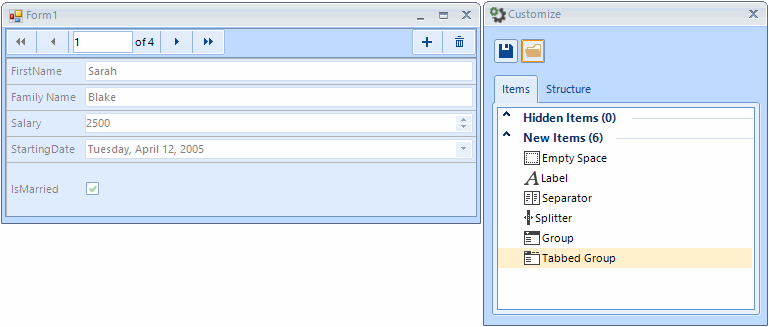 Form1
1 of 4
FirstName Sarah
Family Name Blake
Salary 2500
StartingDate Tuesday, April 12, 2005
IsMarried
Customize
Items Structure
Hidden Items (0)
New Items (6)
Empty Space
A Label
Separator
Splitter
Group
Tabbed Group